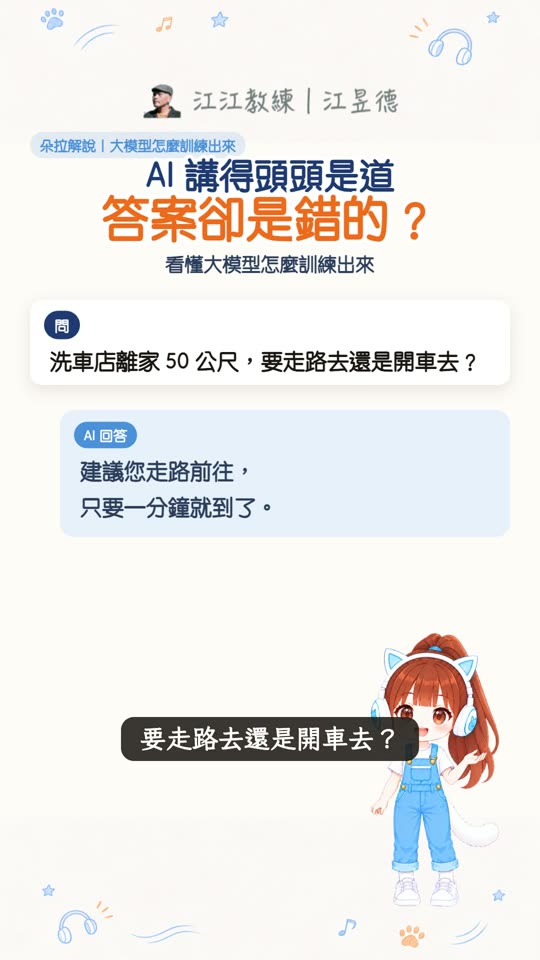 江江教練｜江昱德
朵拉解說｜大模型怎麼訓練出來
AI 講得頭頭是道
答案卻是錯的？
看懂大模型怎麼訓練出來
問
洗車店離家 50 公尺，要走路去還是開車去？
AI 回答
建議您走路前往，
只要一分鐘就到了。
要走路去還是開車去？